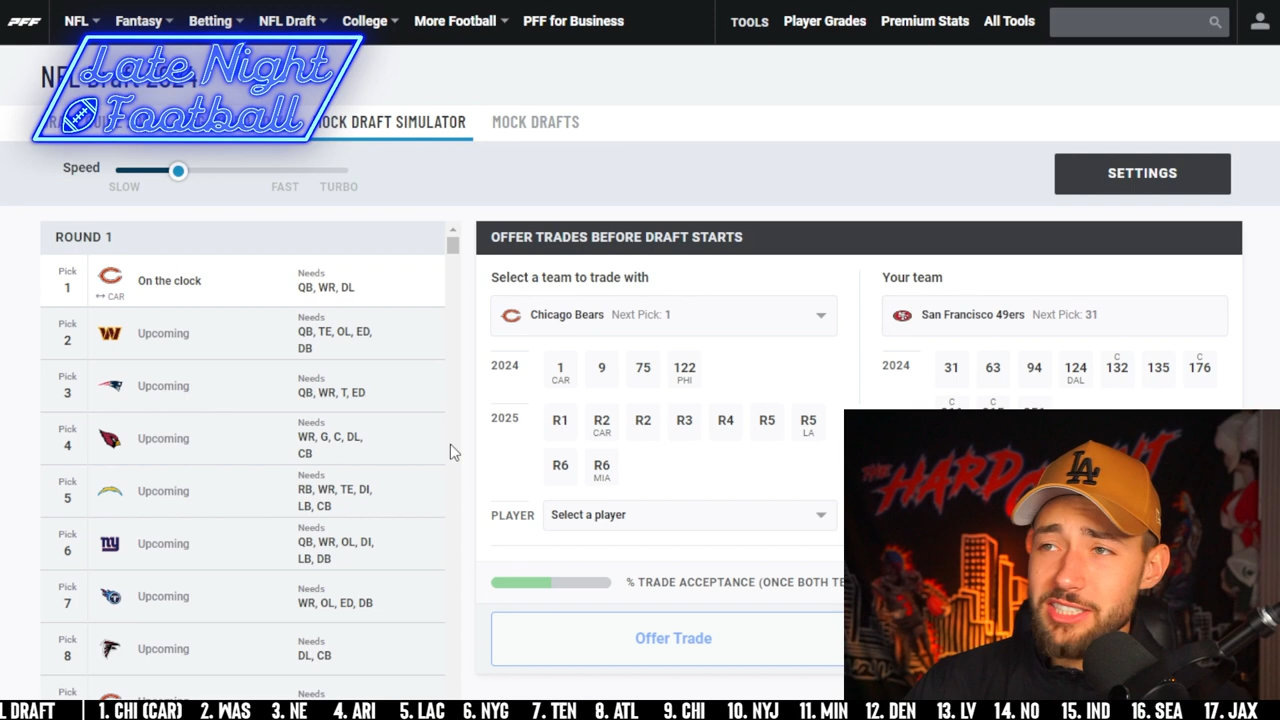 PFF NFL Fantasy Betting NFL Draft College More Football PFF for Business TOOLS Player Grades Premium Stats All Tools
NFL Draft 2024
Late Night
Football
MOCK DRAFT SIMULATOR MOCK DRAFTS
Speed
SLOW FAST TURBO
SETTINGS
ROUND 1
Pick
1
↔ CAR
On the clock
Needs
QB, WR, DL
Pick
2
W
Upcoming
Needs
QB, TE, OL, ED,
DB
Pick
3
Upcoming
Needs
QB, WR, T, ED
Pick
4
Upcoming
Needs
WR, G, C, DL,
CB
Pick
5
Upcoming
Needs
RB, WR, TE, DI,
LB, CB
Pick
6
ny
Upcoming
Needs
QB, WR, OL, DI,
LB, DB
Pick
7
Upcoming
Needs
WR, OL, ED, DB
Pick
8
Upcoming
Needs
DL, CB
Pick
Upcoming
Needs
OFFER TRADES BEFORE DRAFT STARTS
Select a team to trade with
Chicago Bears Next Pick: 1
2024 1 9 75 122
CAR PHI
2025 R1 R2 R2 R3 R4 R5 R5
CAR LA
R6 R6
MIA
PLAYER Select a player
% TRADE ACCEPTANCE (ONCE BOTH TE
Offer Trade
Your team
San Francisco 49ers Next Pick: 31
C C
2024 31 63 94 124 132 135 176
DAL
C C
THE HARD
LA
L DRAFT 1. CHI (CAR) 2. WAS 3. NE 4. ARI 5. LAC 6. NYG 7. TEN 8. ATL 9. CHI 10. NYJ 11. MIN 12. DEN 13. LV 14. NO 15. IND 16. SEA 17. JAX